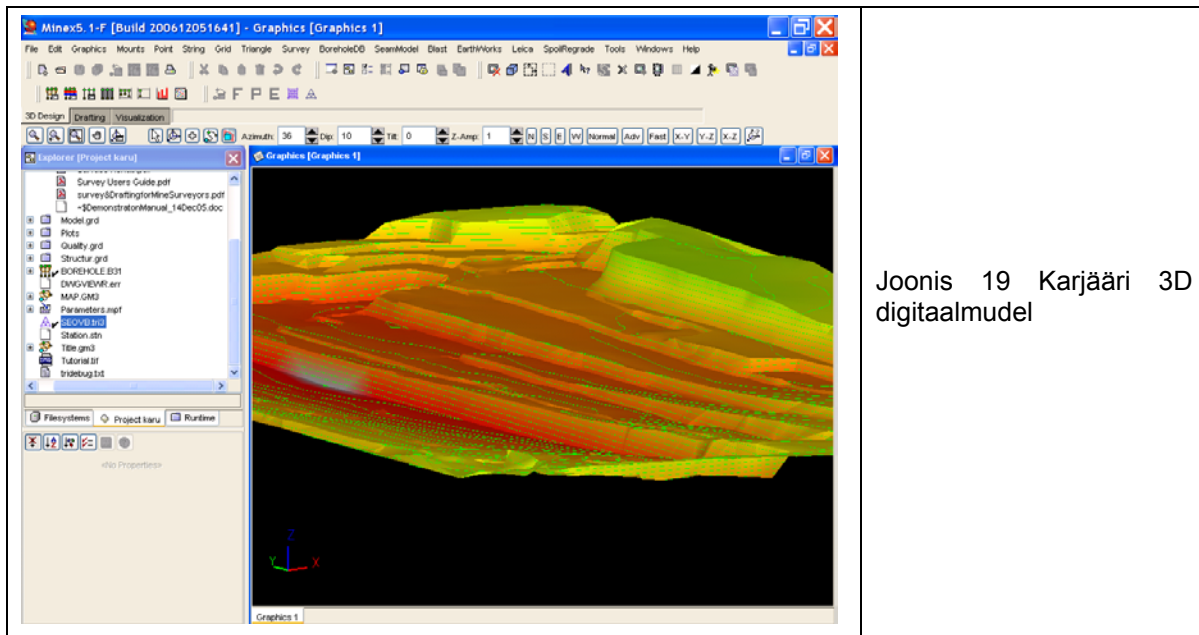 Minex5.1-F [Build 200612051641] - Graphics [Graphics 1]
File Edit Graphics Mounts Point String Grid Triangle Survey BoreholeDB SeamModel Blast EarthWorks Leica SpoilRegrade Tools Windows Help
F P E
3D Design Drafting Visualization
Azimuth: 36 Dip: 10 Tilt: 0 Z-Amp: 1 N S E W Normal Adv Fast X-Y Y-Z X-Z
Explorer [Project karu]
Graphics [Graphics 1]
Survey Users Guide.pdf
survey&DraftingforMineSurveyors.pdf
~$DemonstratonManual_14Dec05.doc
Model.grd
Plots
Quality.grd
Structur.grd
BOREHOLE.B31
DWGVIEWR.err
MAP.GM3
Parameters.mpf
SEOVB.tri3
Station.stn
Title.gm3
Tutorial.tif
tridebug.txt
Filesystems Project karu Runtime
<No Properties>
Z
Y X
Graphics 1
Joonis 19 Karjääri 3D
digitaalmudel